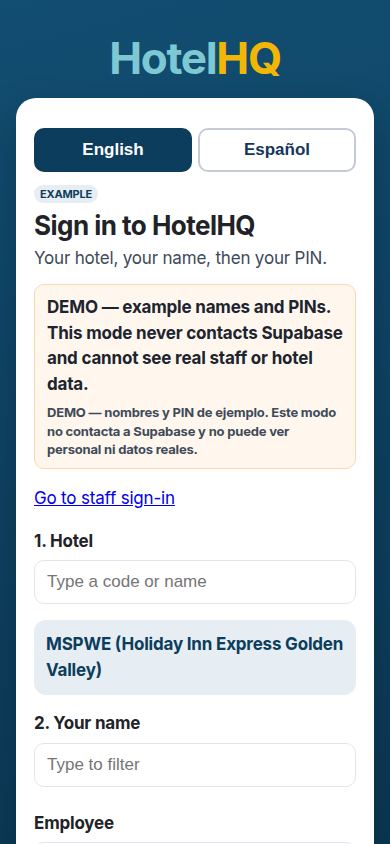 HotelHQ
English
Español
EXAMPLE
Sign in to HotelHQ
Your hotel, your name, then your PIN.
DEMO — example names and PINs.
This mode never contacts Supabase
and cannot see real staff or hotel
data.
DEMO — nombres y PIN de ejemplo. Este modo
no contacta a Supabase y no puede ver
personal ni datos reales.
Go to staff sign-in
1. Hotel
Type a code or name
MSPWE (Holiday Inn Express Golden
Valley)
2. Your name
Type to filter
Employee